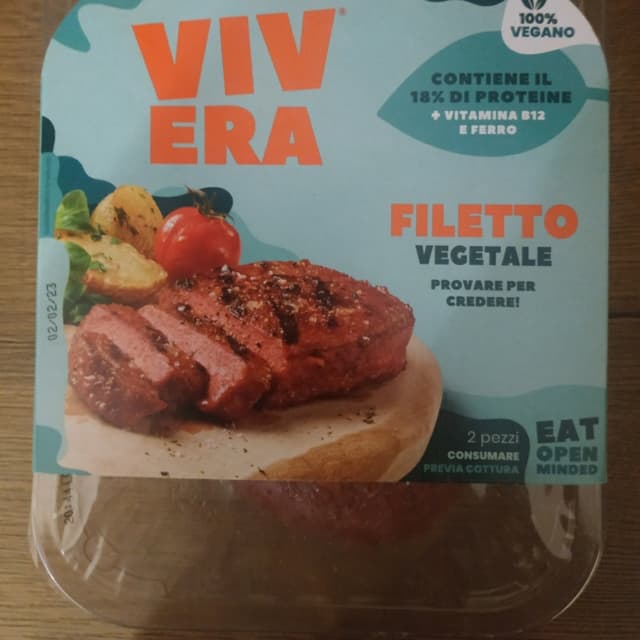 VIV
ERA
100%
VEGANO
CONTIENE IL
18% DI PROTEINE
+ VITAMINA B12
E FERRO
FILETTO
VEGETALE
PROVARE PER
CREDERE!
02/02/23
2 pezzi
CONSUMARE
PREVIA COTTURA
EAT
OPEN
MINDED